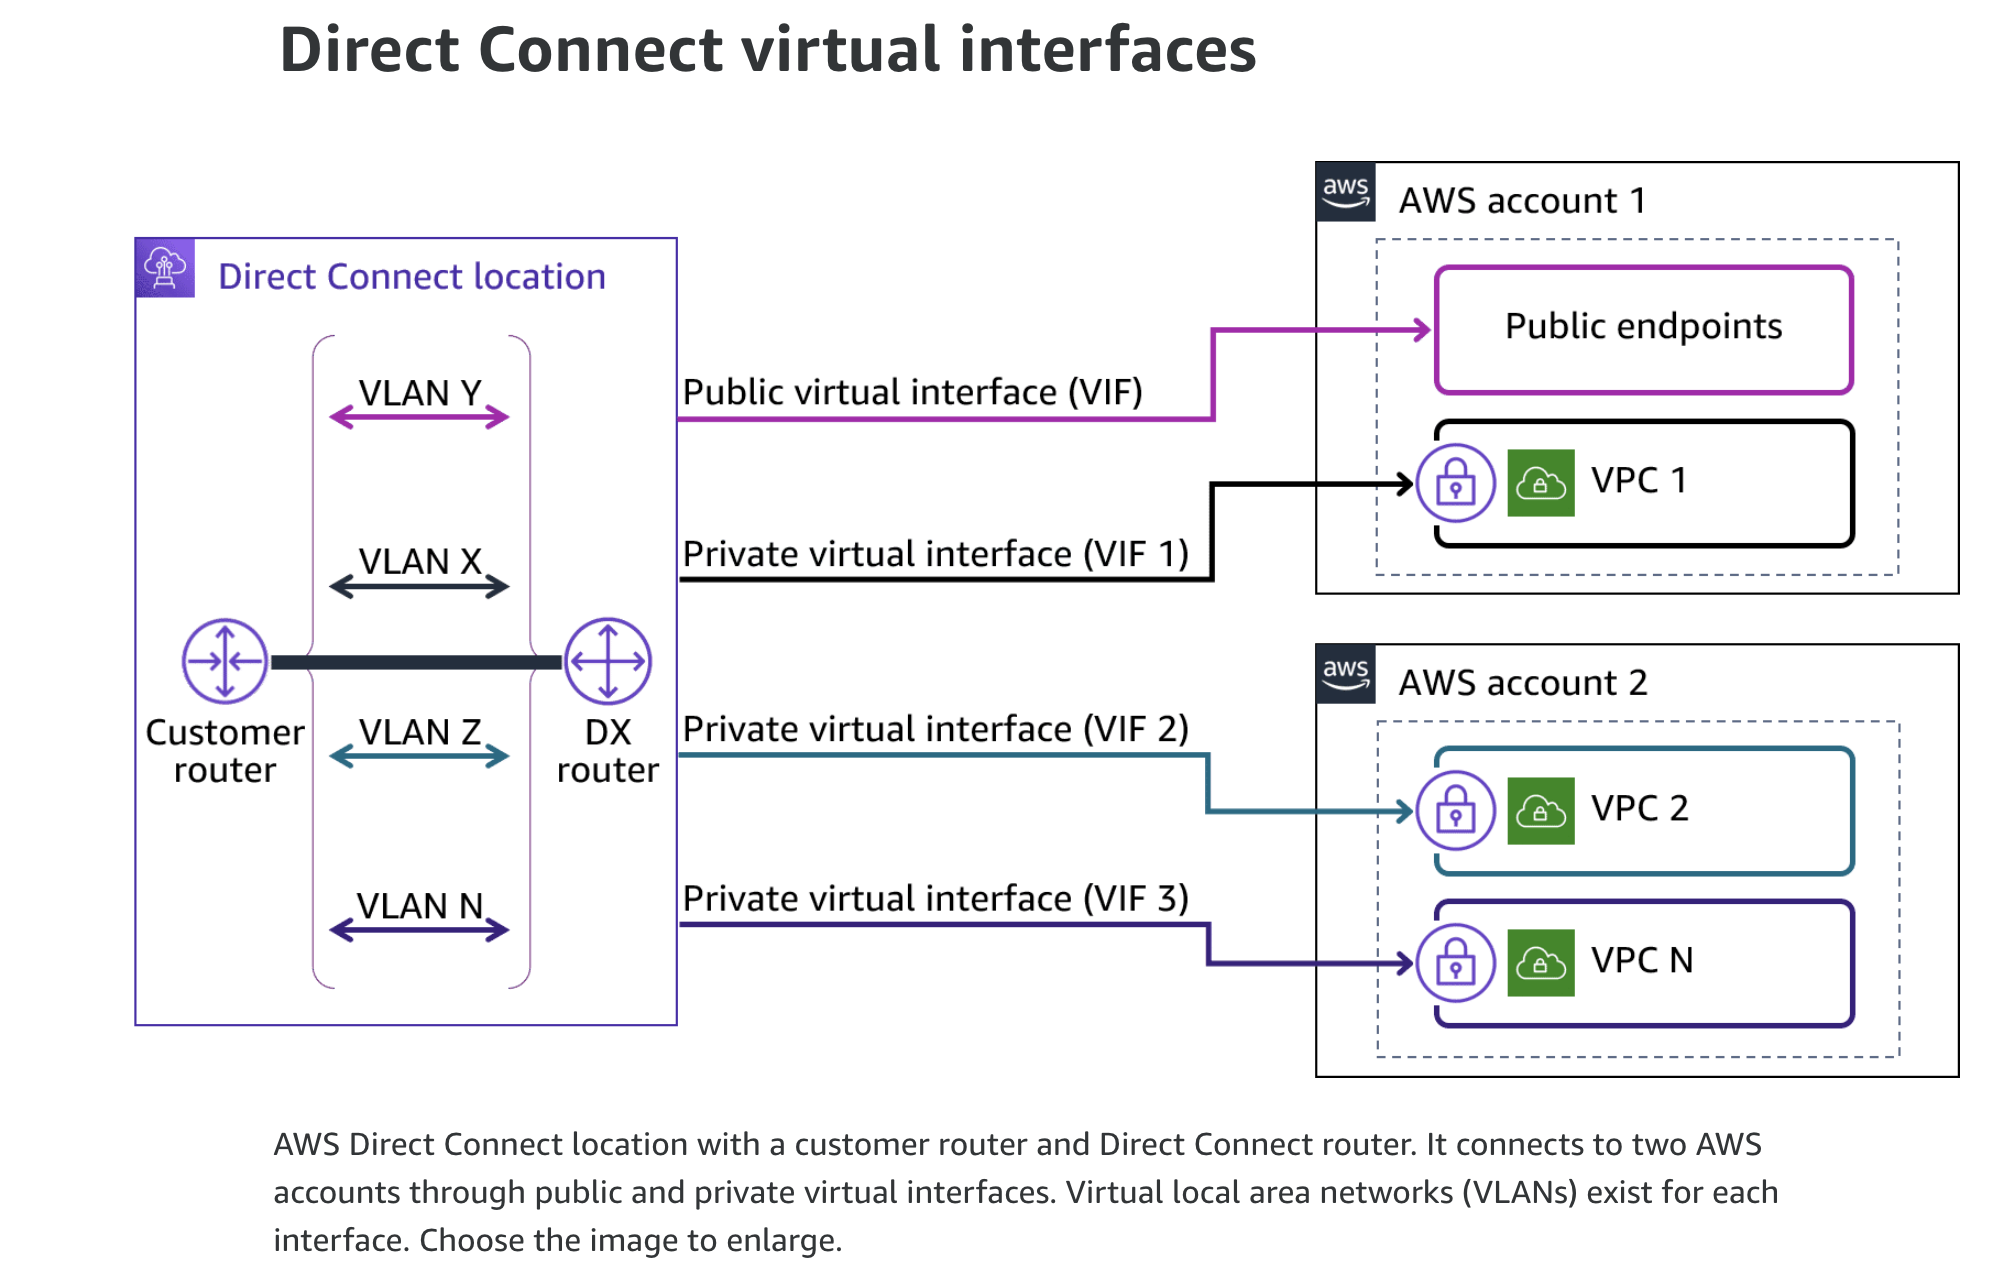 Direct Connect virtual interfaces
aws
AWS account 1
Direct Connect location
Public endpoints
VLAN Y
Public virtual interface (VIF)
VPC 1
VLAN X
Private virtual interface (VIF 1)
aws
AWS account 2
Customer
router
VLAN Z
DX
router
Private virtual interface (VIF 2)
VPC 2
VLAN N
Private virtual interface (VIF 3)
VPC N
AWS Direct Connect location with a customer router and Direct Connect router. It connects to two AWS
accounts through public and private virtual interfaces. Virtual local area networks (VLANs) exist for each
interface. Choose the image to enlarge.